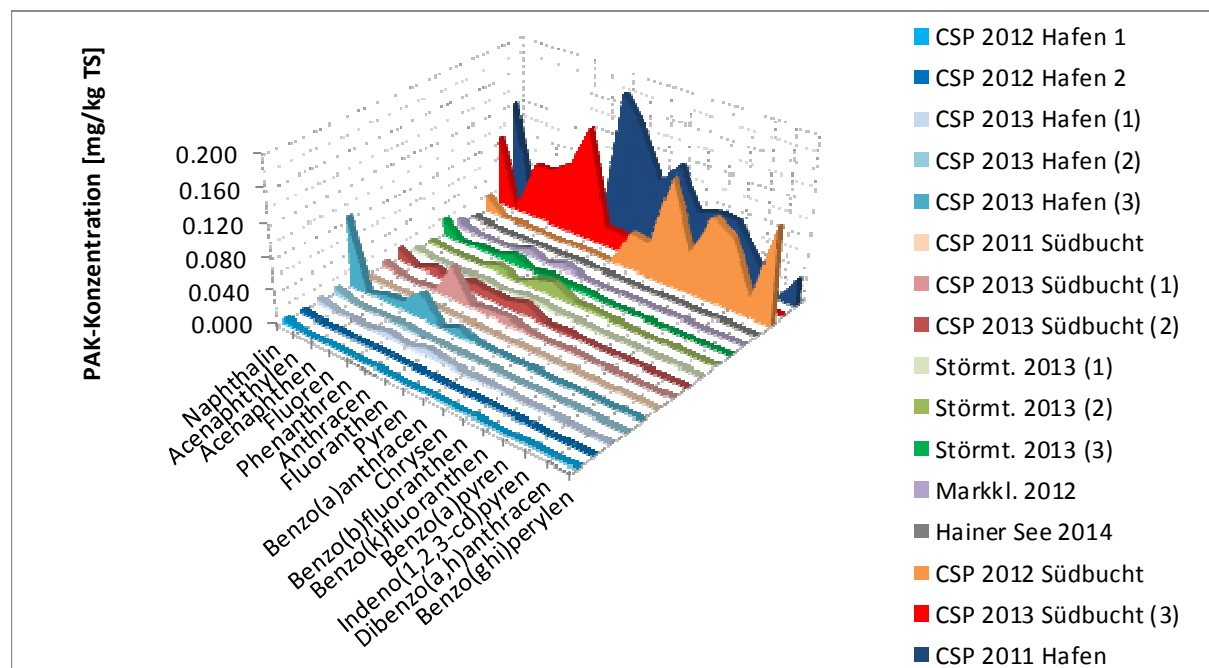 PAK-Konzentration [mg/kg TS]
0.200
0.160
0.120
0.080
0.040
0.000
Naphthalin
Acenaphthylen
Acenaphthen
Fluoren
Phenanthren
Anthracen
Fluoranthen
Pyren
Benzo(a)anthracen
Chrysen
Benzo(b)fluoranthen
Benzo(k)fluoranthen
Benzo(a)pyren
Indeno(1,2,3-cd)pyren
Dibenzo(a,h)anthracen
Benzo(ghi)perylen
CSP 2012 Hafen 1
CSP 2012 Hafen 2
CSP 2013 Hafen (1)
CSP 2013 Hafen (2)
CSP 2013 Hafen (3)
CSP 2011 Südbucht
CSP 2013 Südbucht (1)
CSP 2013 Südbucht (2)
Störmt. 2013 (1)
Störmt. 2013 (2)
Störmt. 2013 (3)
Markkl. 2012
Hainer See 2014
CSP 2012 Südbucht
CSP 2013 Südbucht (3)
CSP 2011 Hafen